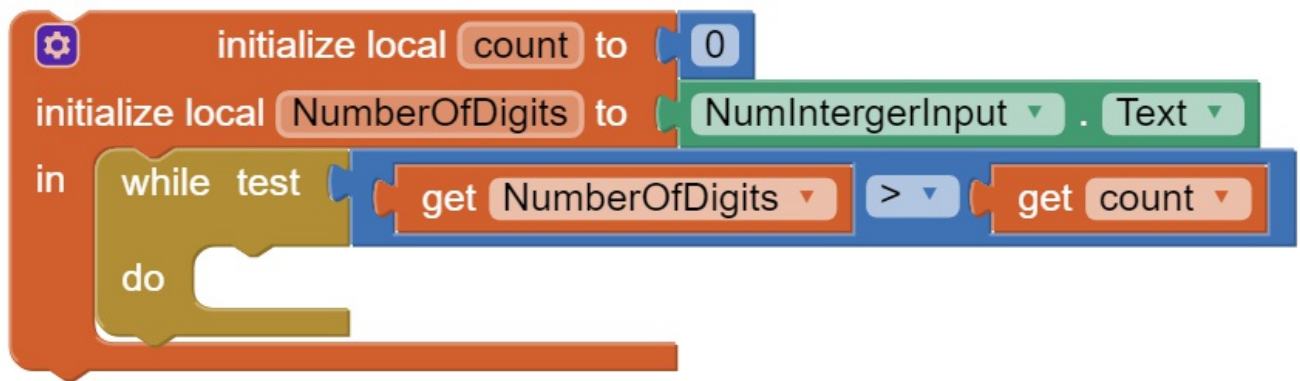 initialize local count to 0
initialize local NumberOfDigits to NumIntergerInput . Text
in while test get NumberOfDigits > get count
do